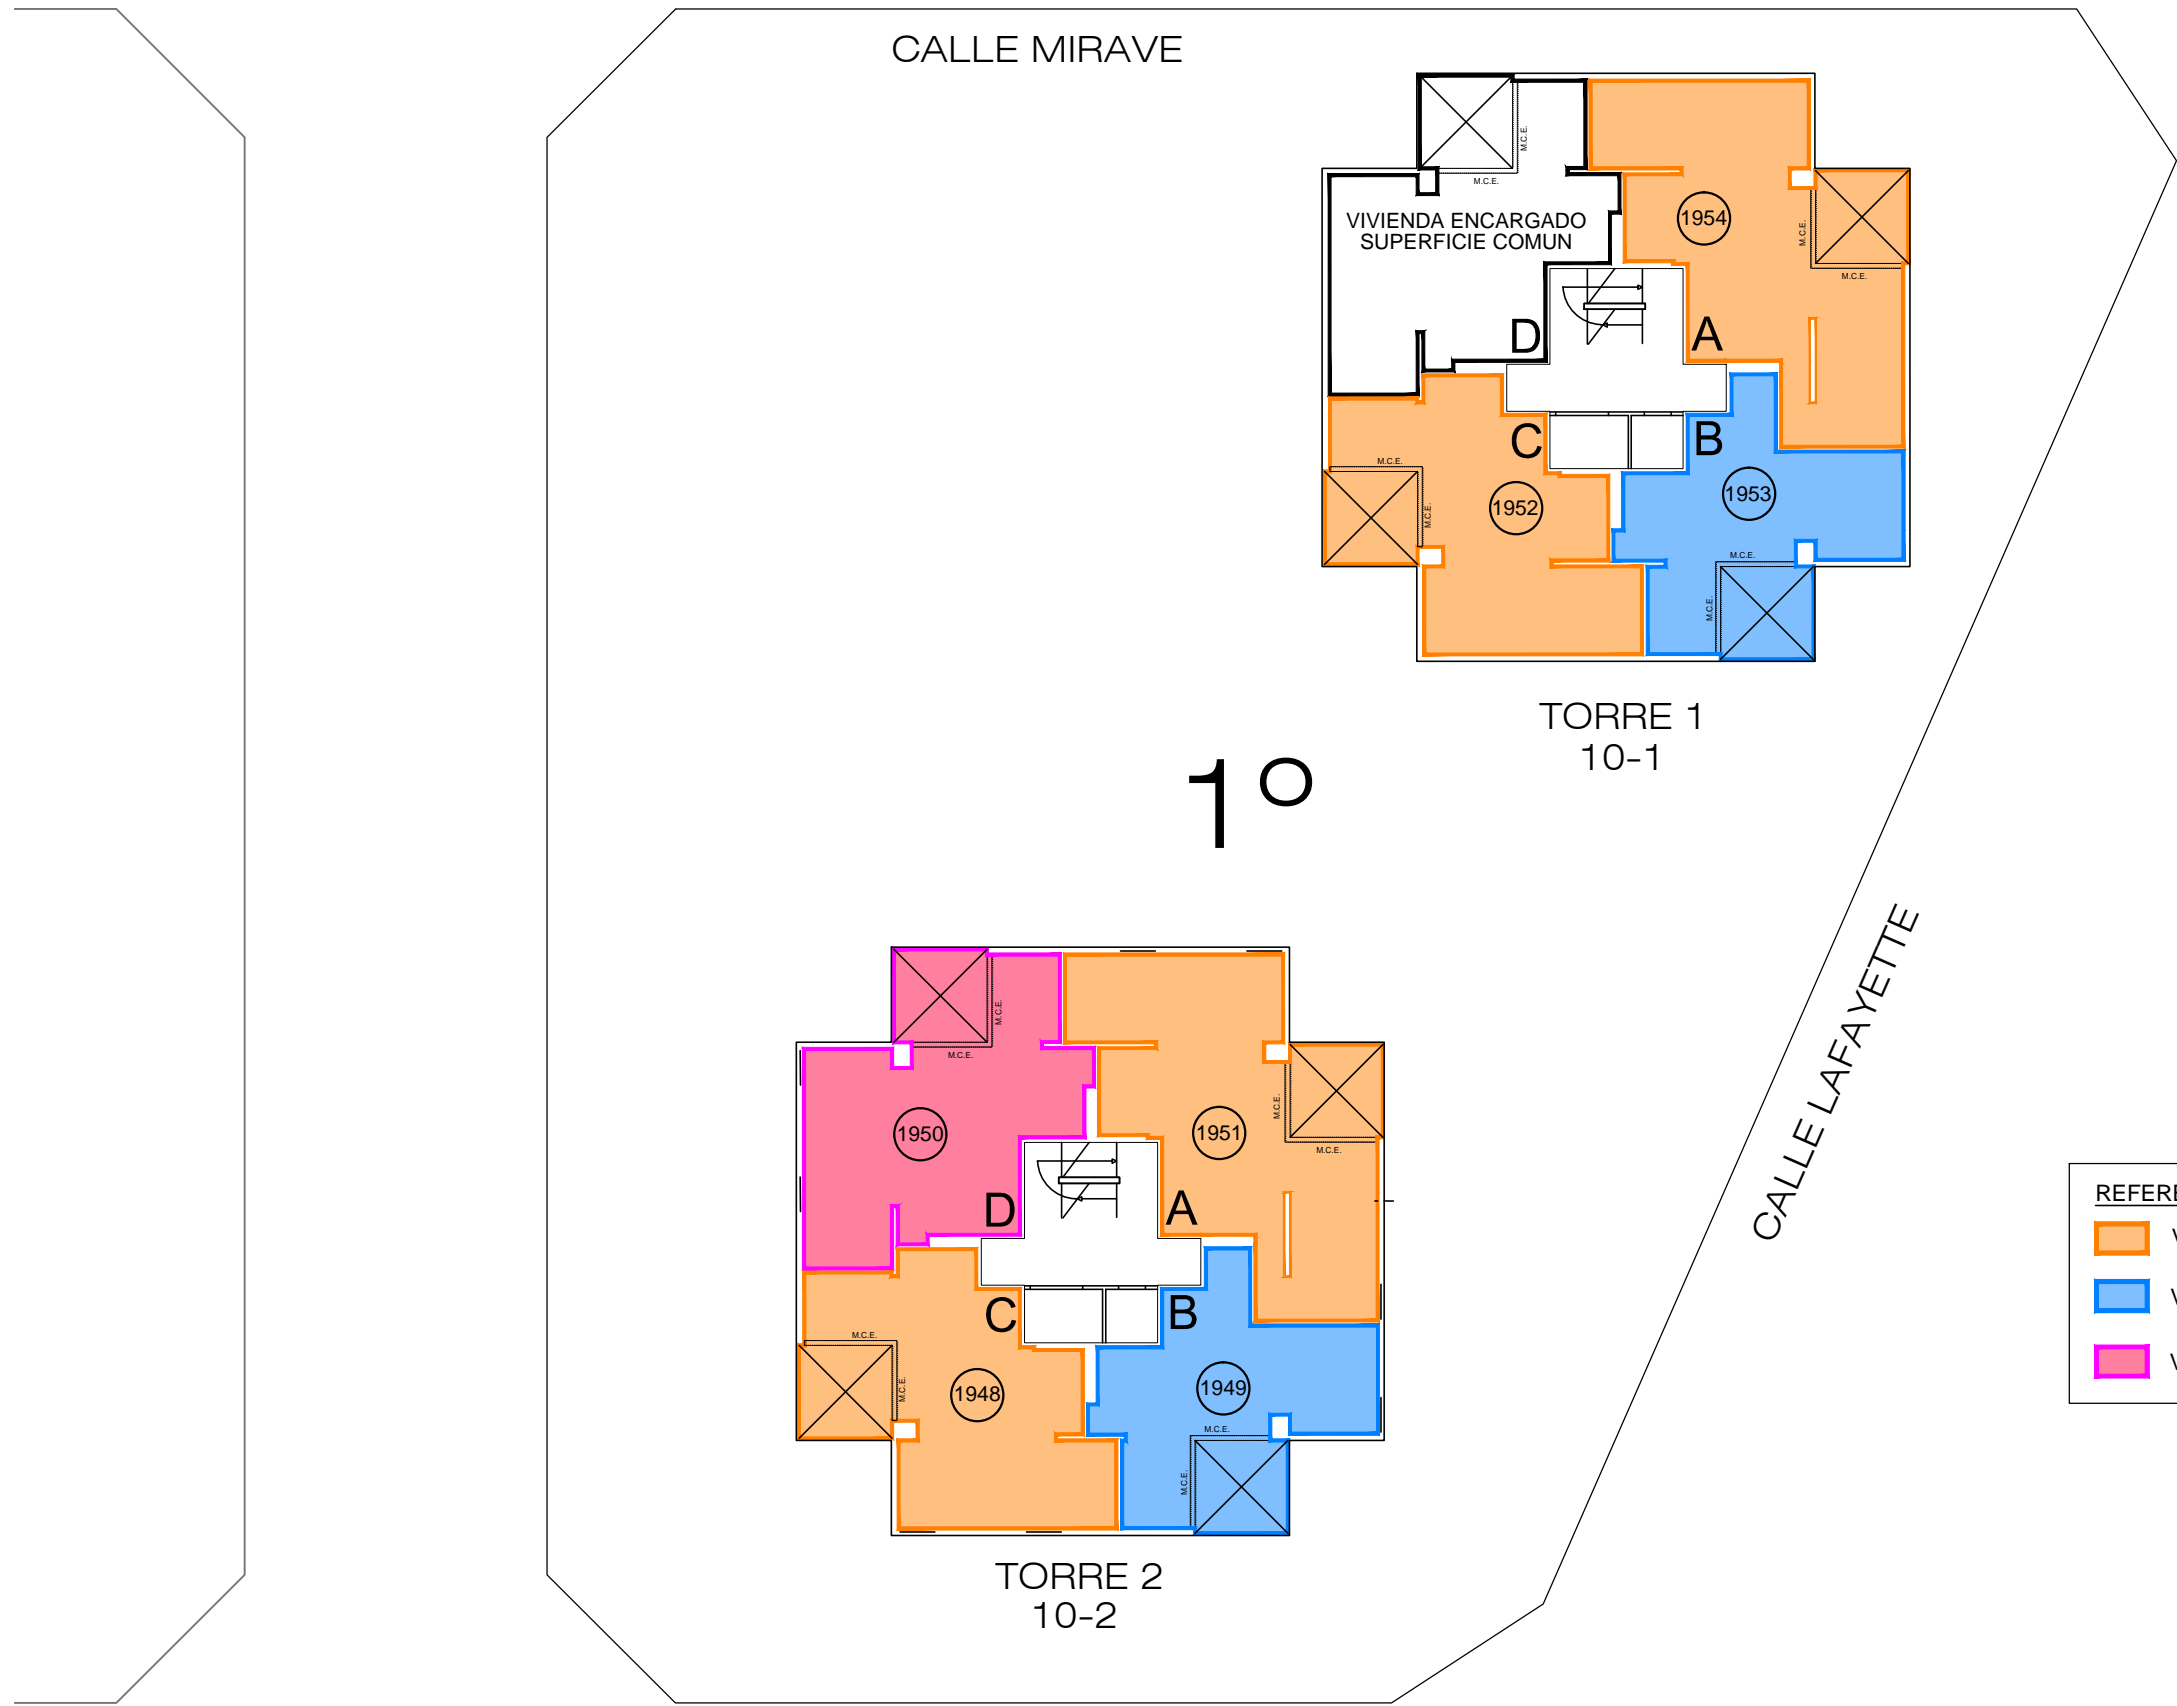 CALLE MIRAVE
M.C.E.
M.C.E.
VIVIENDA ENCARGADO
SUPERFICIE COMUN
1954
M.C.E.
M.C.E.
D
A
C
B
M.C.E.
M.C.E.
1952
1953
M.C.E.
M.C.E.
TORRE 1
10-1
1º
CALLE LAFAYETTE
M.C.E.
M.C.E.
1950
1951
M.C.E.
M.C.E.
D
A
C
B
M.C.E.
M.C.E.
1948
1949
M.C.E.
M.C.E.
TORRE 2
10-2